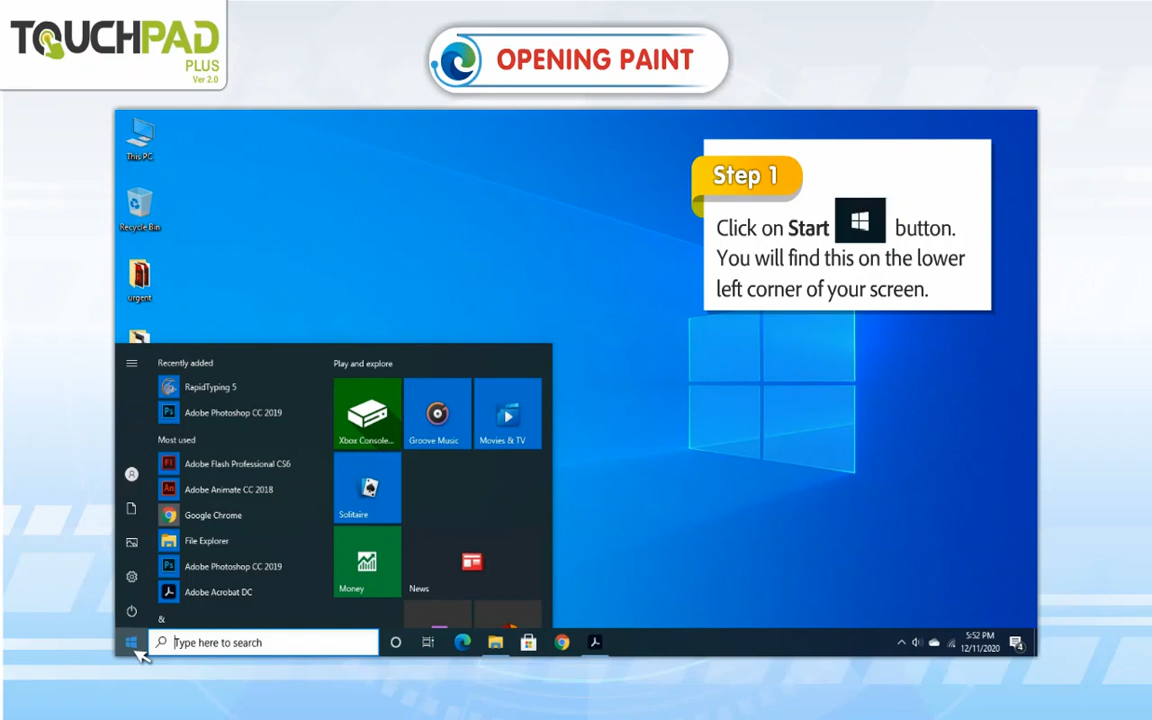 TOUCHPAD
PLUS
Ver 2.0
OPENING PAINT
This PC
Recycle Bin
urgent
Step 1
Click on Start button.
You will find this on the lower
left corner of your screen.
Recently added
RapidTyping 5
Adobe Photoshop CC 2019
Most used
Adobe Flash Professional CS6
Adobe Animate CC 2018
Google Chrome
File Explorer
Adobe Photoshop CC 2019
Adobe Acrobat DC
&
Play and explore
Xbox Console...
Groove Music
Movies & TV
Solitaire
Money
News
Type here to search
5:52 PM
12/11/2020
4